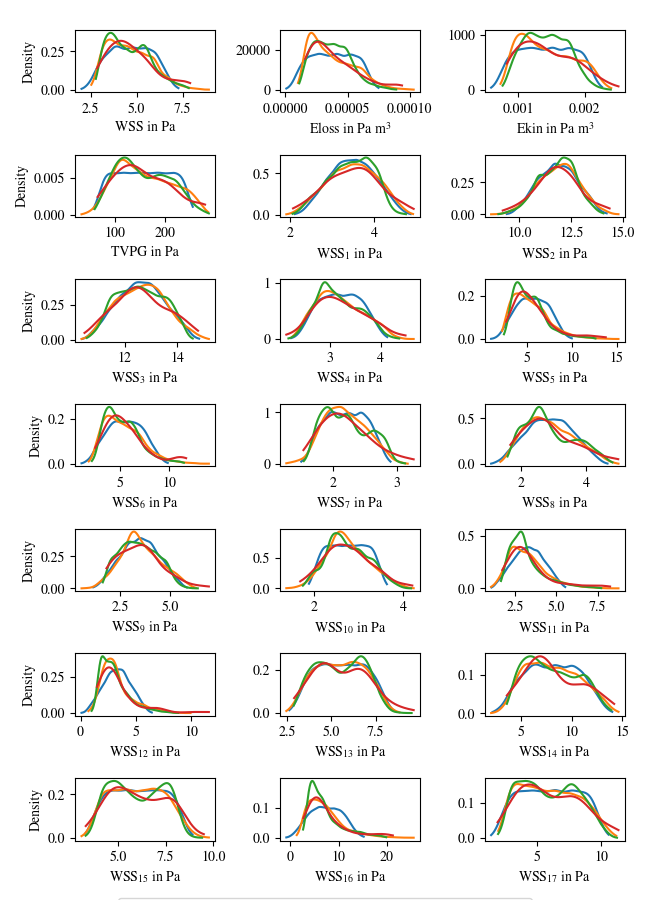 Density
0.25
0.00
2.5 5.0 7.5
WSS in Pa
20000
0
0.00000 0.00005 0.00010
Eloss in Pa m³
1000
0
0.001 0.002
Ekin in Pa m³
Density
0.005
0.000
100 200
TVPG in Pa
0.5
0.0
2 4
WSS₁ in Pa
0.25
0.00
10.0 12.5 15.0
WSS₂ in Pa
Density
0.25
0.00
12 14
WSS₃ in Pa
1
0
3 4
WSS₄ in Pa
0.2
0.0
5 10 15
WSS₅ in Pa
Density
0.2
0.0
5 10
WSS₆ in Pa
1
0
2 3
WSS₇ in Pa
0.5
0.0
2 4
WSS₈ in Pa
Density
0.25
0.00
2.5 5.0
WSS₉ in Pa
0.5
0.0
2 4
WSS₁₀ in Pa
0.5
0.0
2.5 5.0 7.5
WSS₁₁ in Pa
Density
0.25
0.00
0 5 10
WSS₁₂ in Pa
0.2
0.0
2.5 5.0 7.5
WSS₁₃ in Pa
0.1
0.0
5 10 15
WSS₁₄ in Pa
Density
0.2
0.0
5.0 7.5 10.0
WSS₁₅ in Pa
0.1
0.0
0 10 20
WSS₁₆ in Pa
0.1
0.0
5 10
WSS₁₇ in Pa